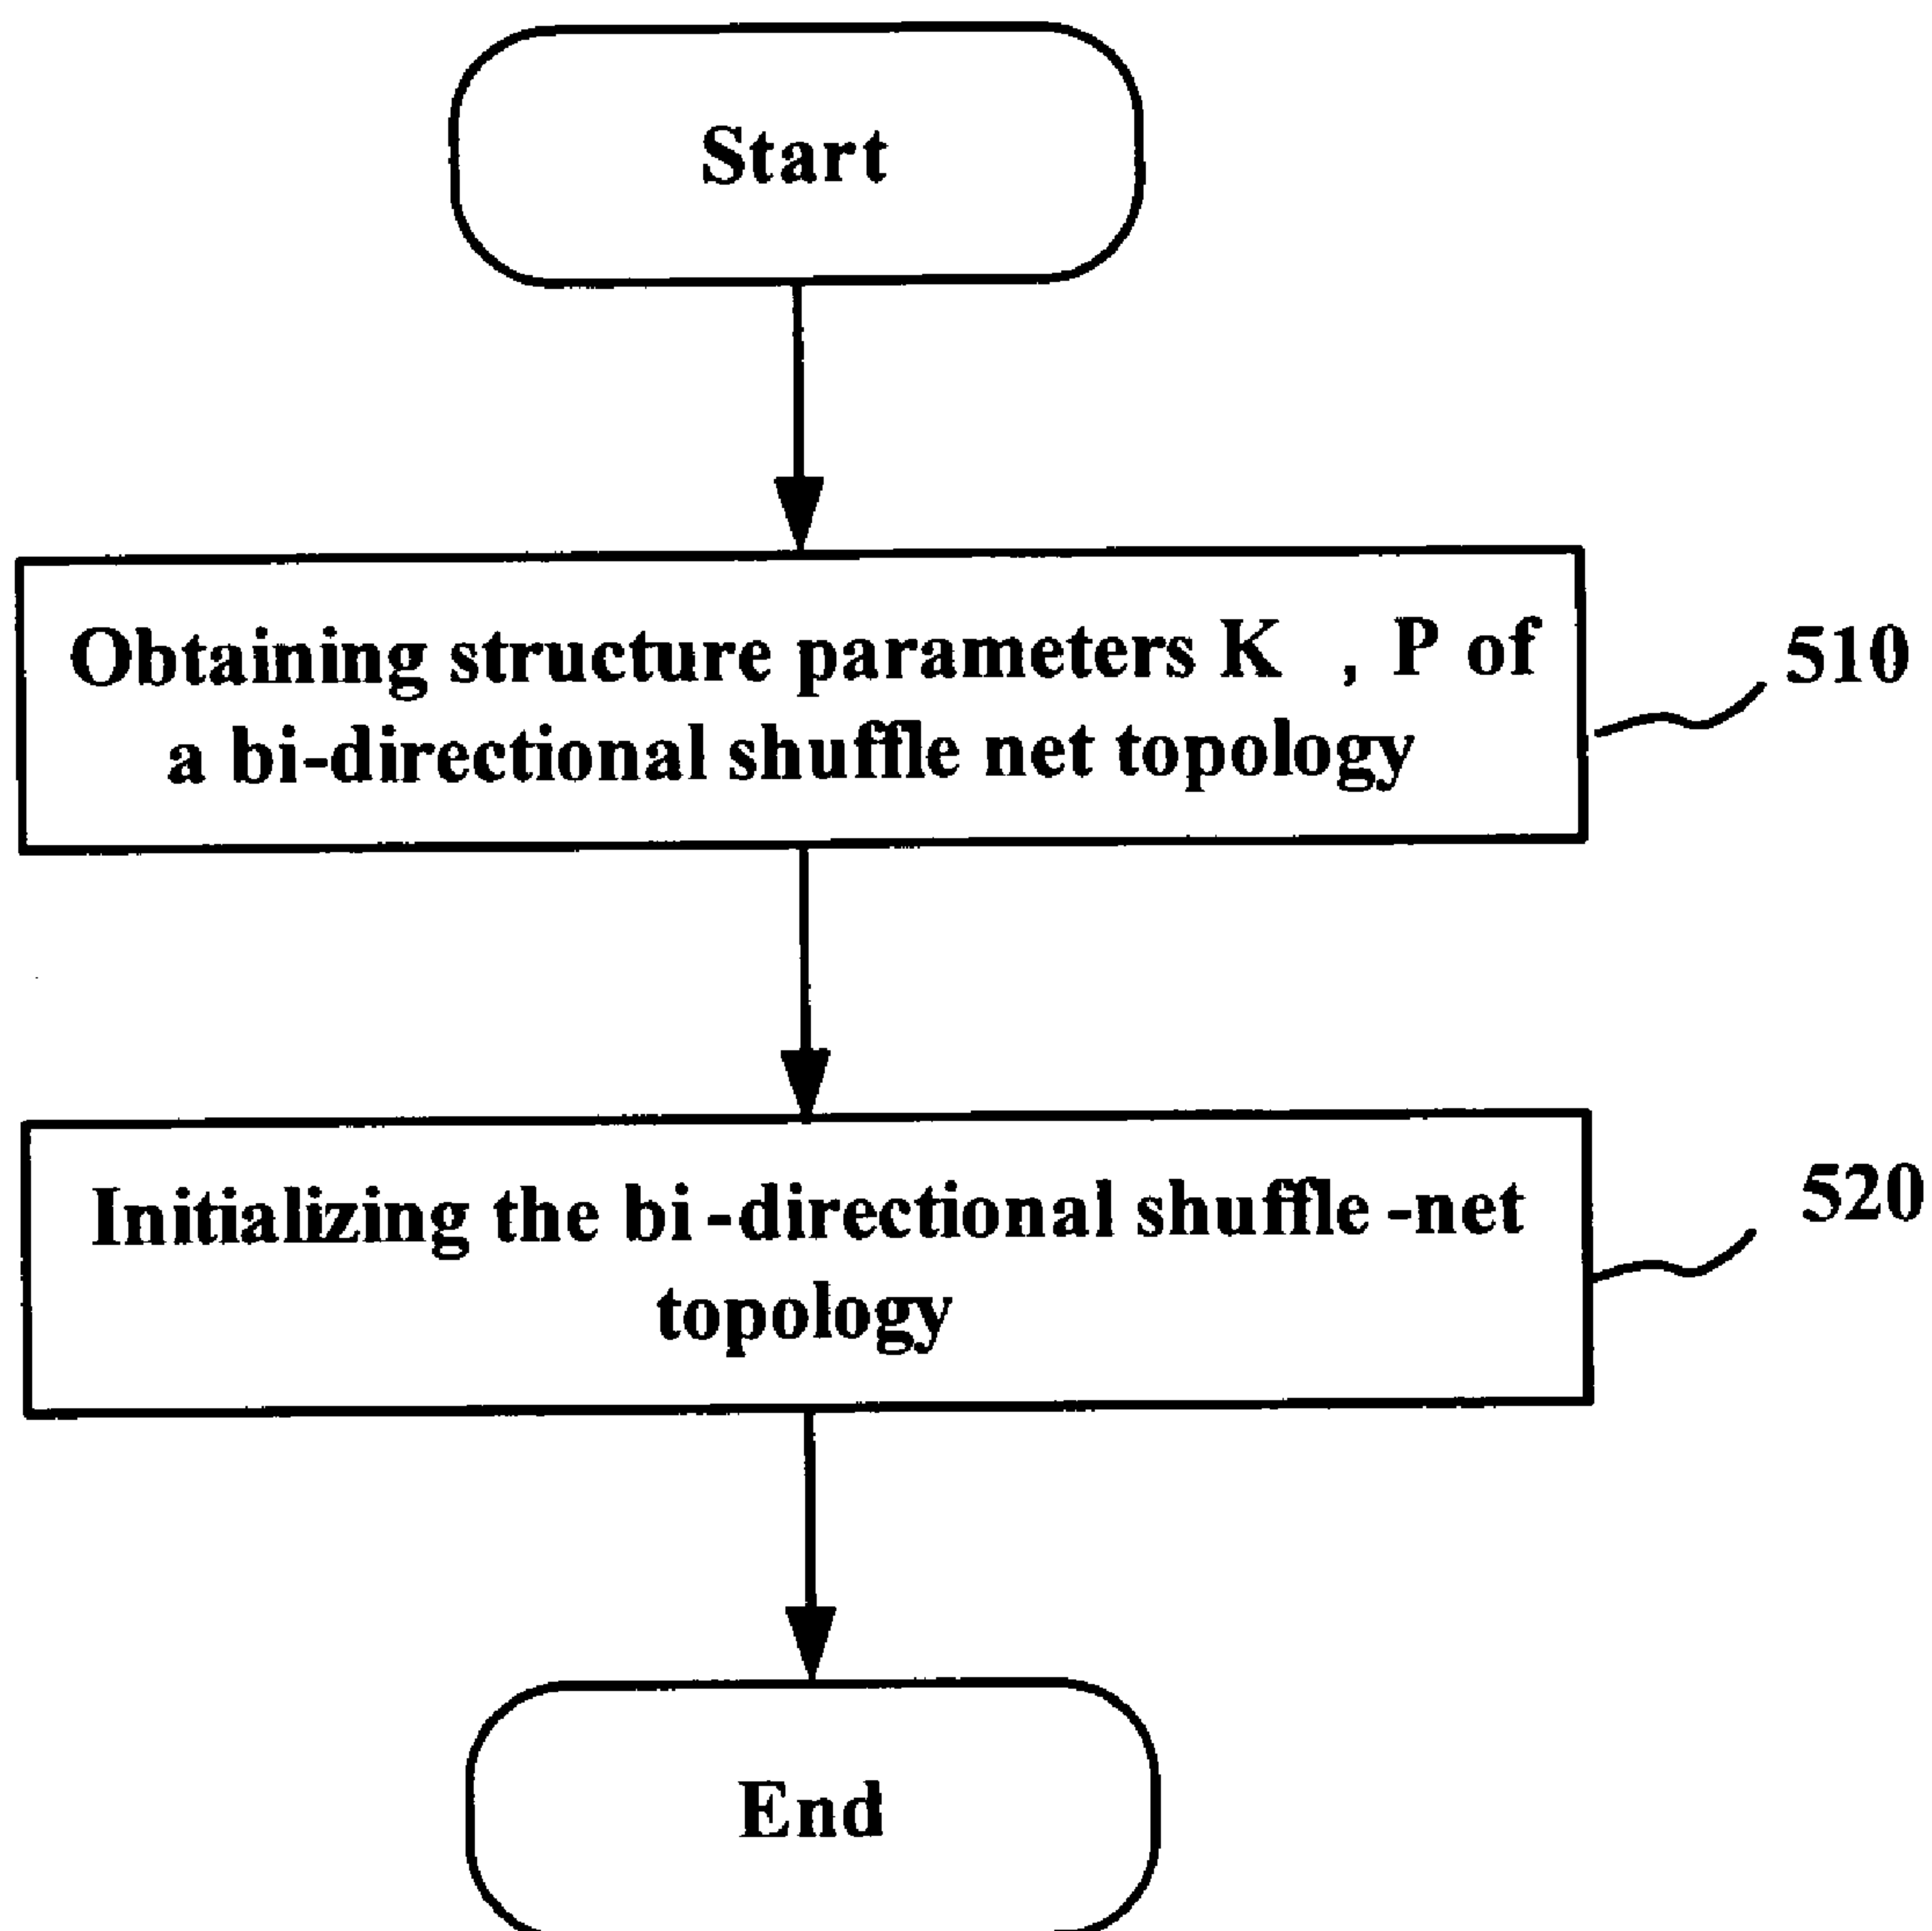 Start
Obtaining structure parameters K , P of
a bi-directional shuffle net topology
510
Initializing the bi-directional shuffle-net
topology
520
End